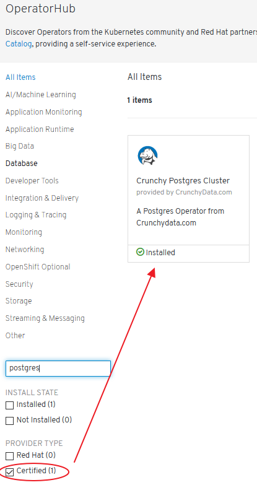 OperatorHub
Discover Operators from the Kubernetes community and Red Hat partners
Catalog, providing a self-service experience.
All Items
AI/Machine Learning
Application Monitoring
Application Runtime
Big Data
Database
Developer Tools
Integration & Delivery
Logging & Tracing
Monitoring
Networking
OpenShift Optional
Security
Storage
Streaming & Messaging
Other
postgres
INSTALL STATE
Installed (1)
Not Installed (0)
PROVIDER TYPE
Red Hat (0)
Certified (1)
All Items
1 items
Crunchy Postgres Cluster
provided by CrunchyData.com
A Postgres Operator from
Crunchydata.com
Installed